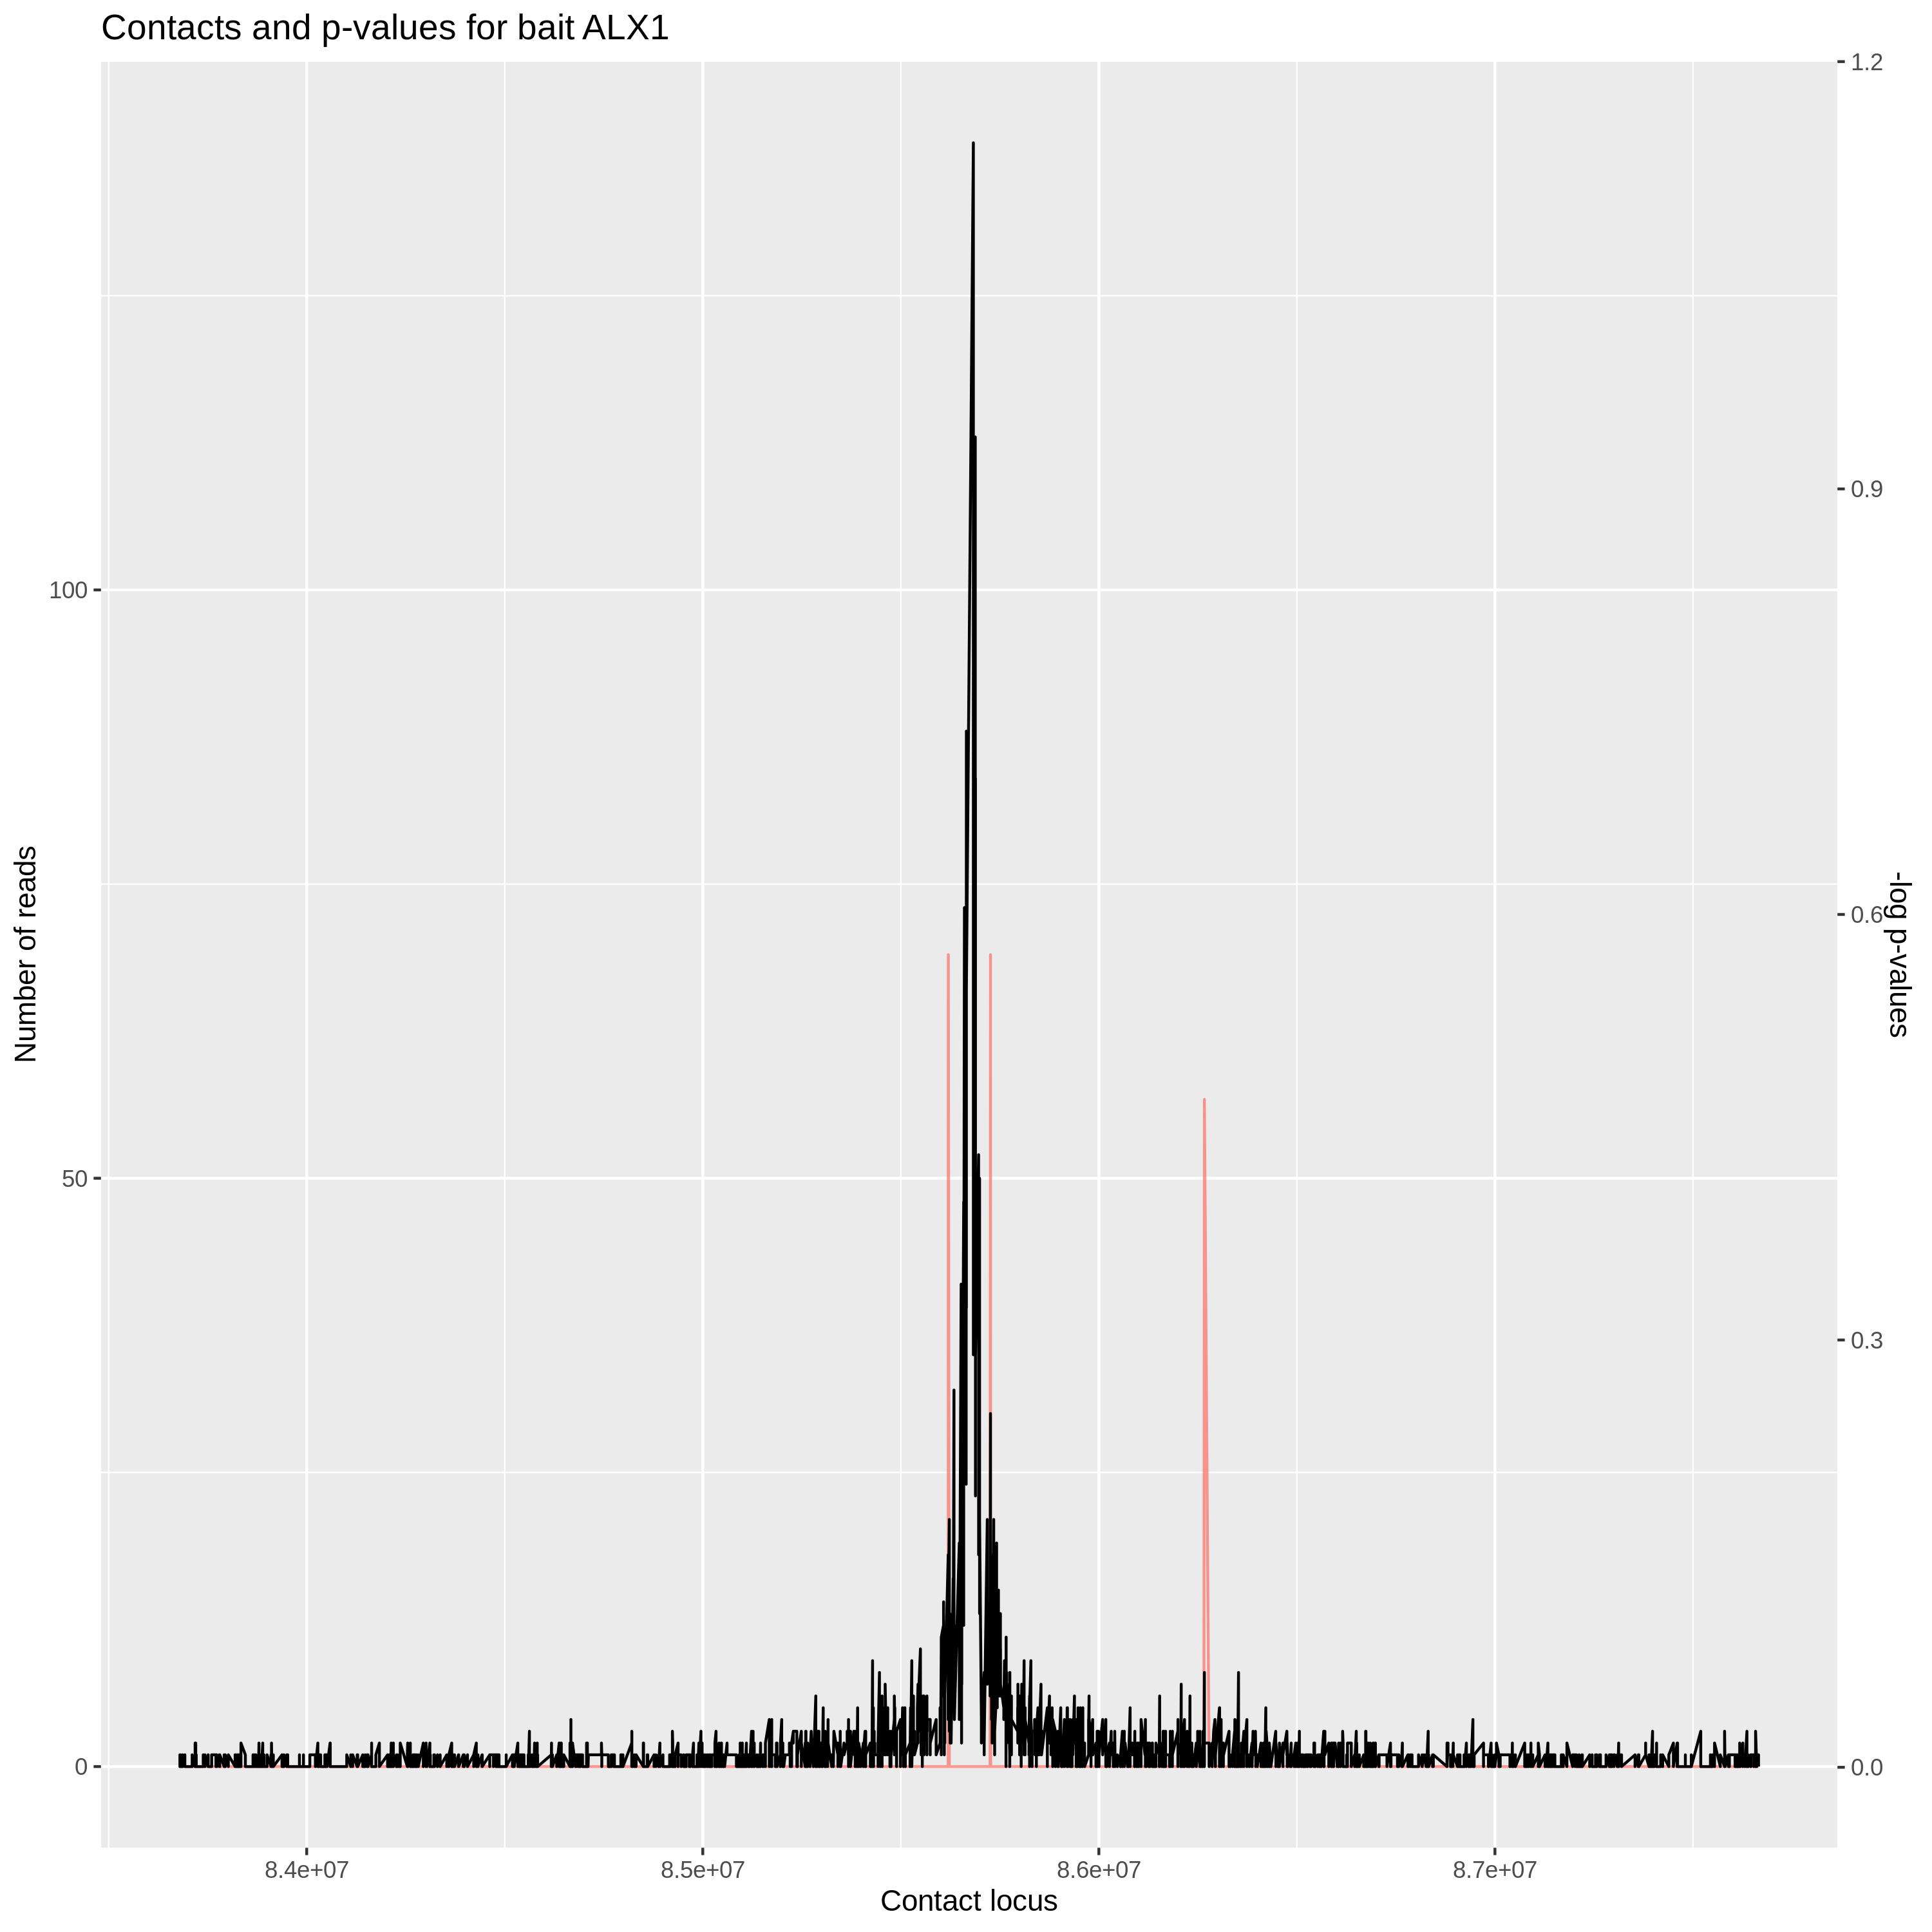 Contacts and p-values for bait ALX1
1.2
0.9
100
0.6
Number of reads
-log p-values
50
0.3
0
0.0
8.4e+07
8.5e+07
8.6e+07
8.7e+07
Contact locus